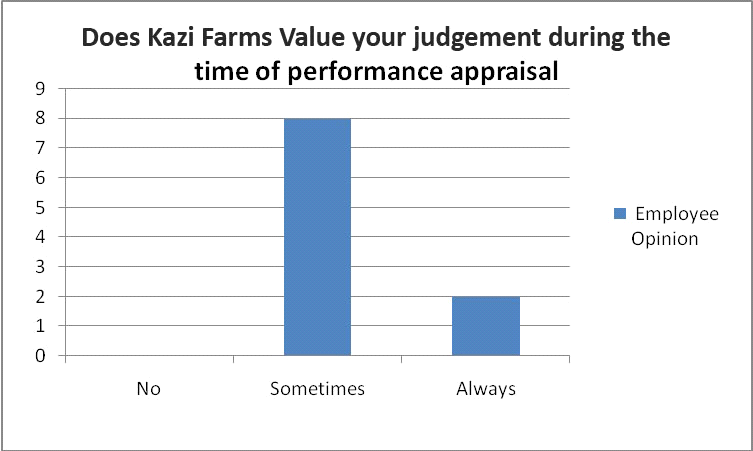 Does Kazi Farms Value your judgement during the
time of performance appraisal
9
8
7
6
5
4
3
2
1
0
No Sometimes Always
Employee
Opinion